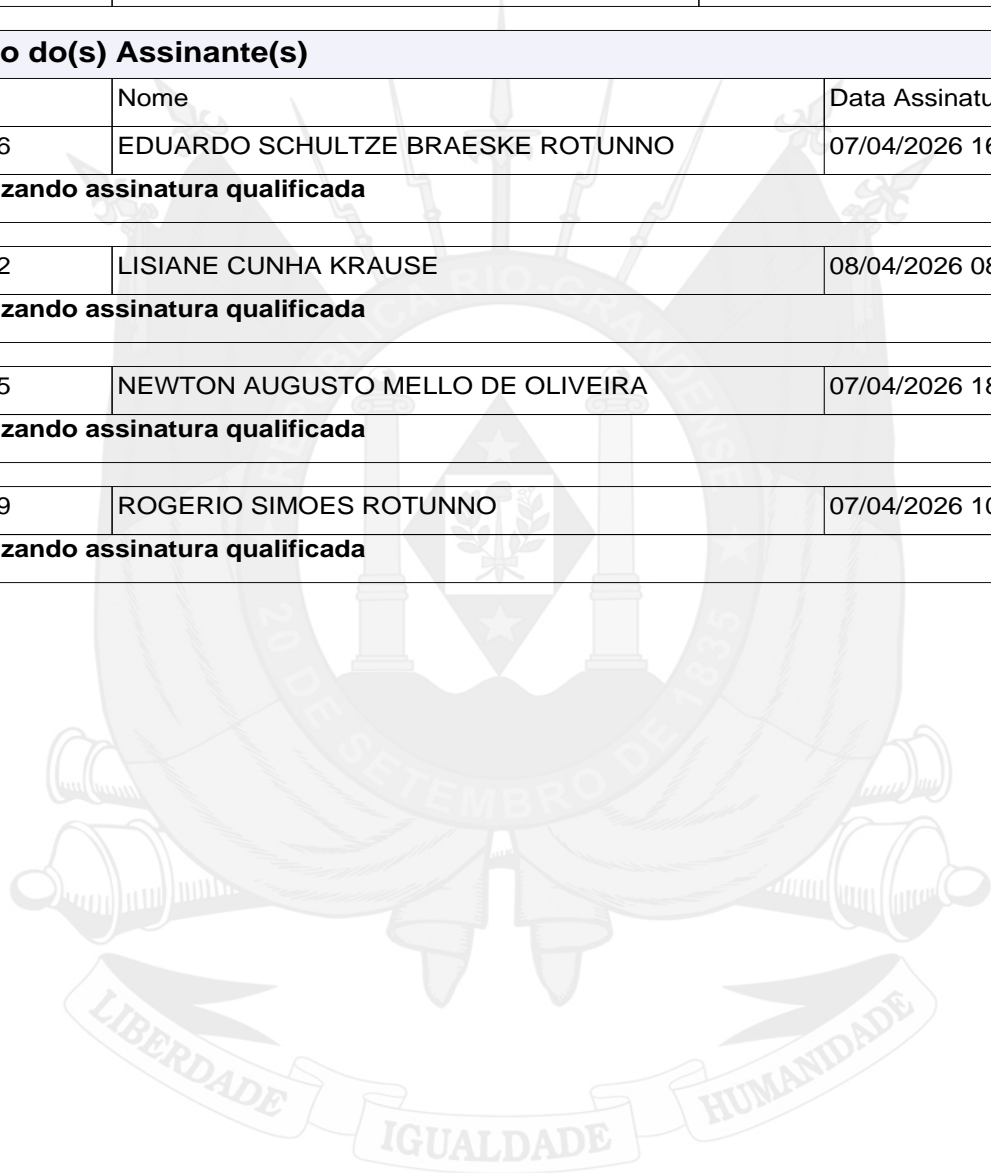 o do(s) Assinante(s)
Nome Data Assinatu
6 EDUARDO SCHULTZE BRAESKE ROTUNNO 07/04/2026 16
zando assinatura qualificada
2 LISIANE CUNHA KRAUSE 08/04/2026 08
zando assinatura qualificada
5 NEWTON AUGUSTO MELLO DE OLIVEIRA 07/04/2026 18
zando assinatura qualificada
9 ROGERIO SIMOES ROTUNNO 07/04/2026 10
zando assinatura qualificada
REPÚBLICA RIO-GRANDENSE
20 DE SETEMBRO DE 1835
LIBERDADE IGUALDADE HUMANIDADE